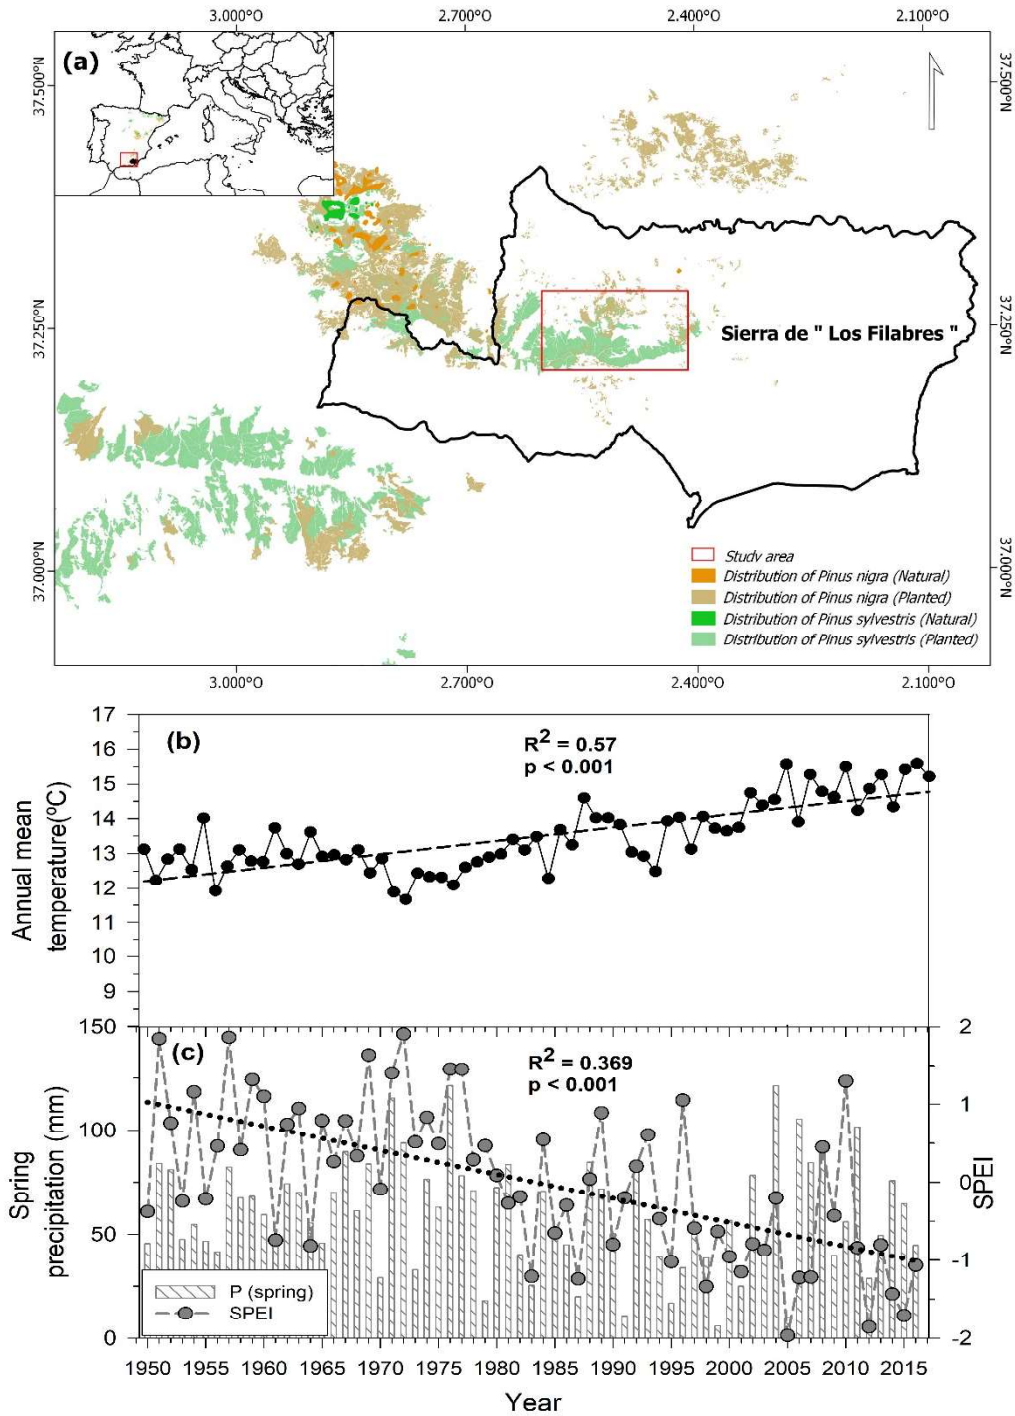 3.000°O 2.700°O 2.400°O 2.100°O
(a)
37.500°N 37.500°N
37.250°N 37.250°N
Sierra de " Los Filabres "
37.000°N 37.000°N
Study area
Distribution of Pinus nigra (Natural)
Distribution of Pinus nigra (Planted)
Distribution of Pinus sylvestris (Natural)
Distribution of Pinus sylvestris (Planted)
3.000°O 2.700°O 2.400°O 2.100°O
(b)
R² = 0.57
p < 0.001
17
16
15
14
13
12
11
10
9
Annual mean
temperature(ºC)
(c)
R² = 0.369
p < 0.001
150
100
50
0
Spring
precipitation (mm)
2
1
0
-1
-2
SPEI
P (spring)
SPEI
1950 1955 1960 1965 1970 1975 1980 1985 1990 1995 2000 2005 2010 2015
Year